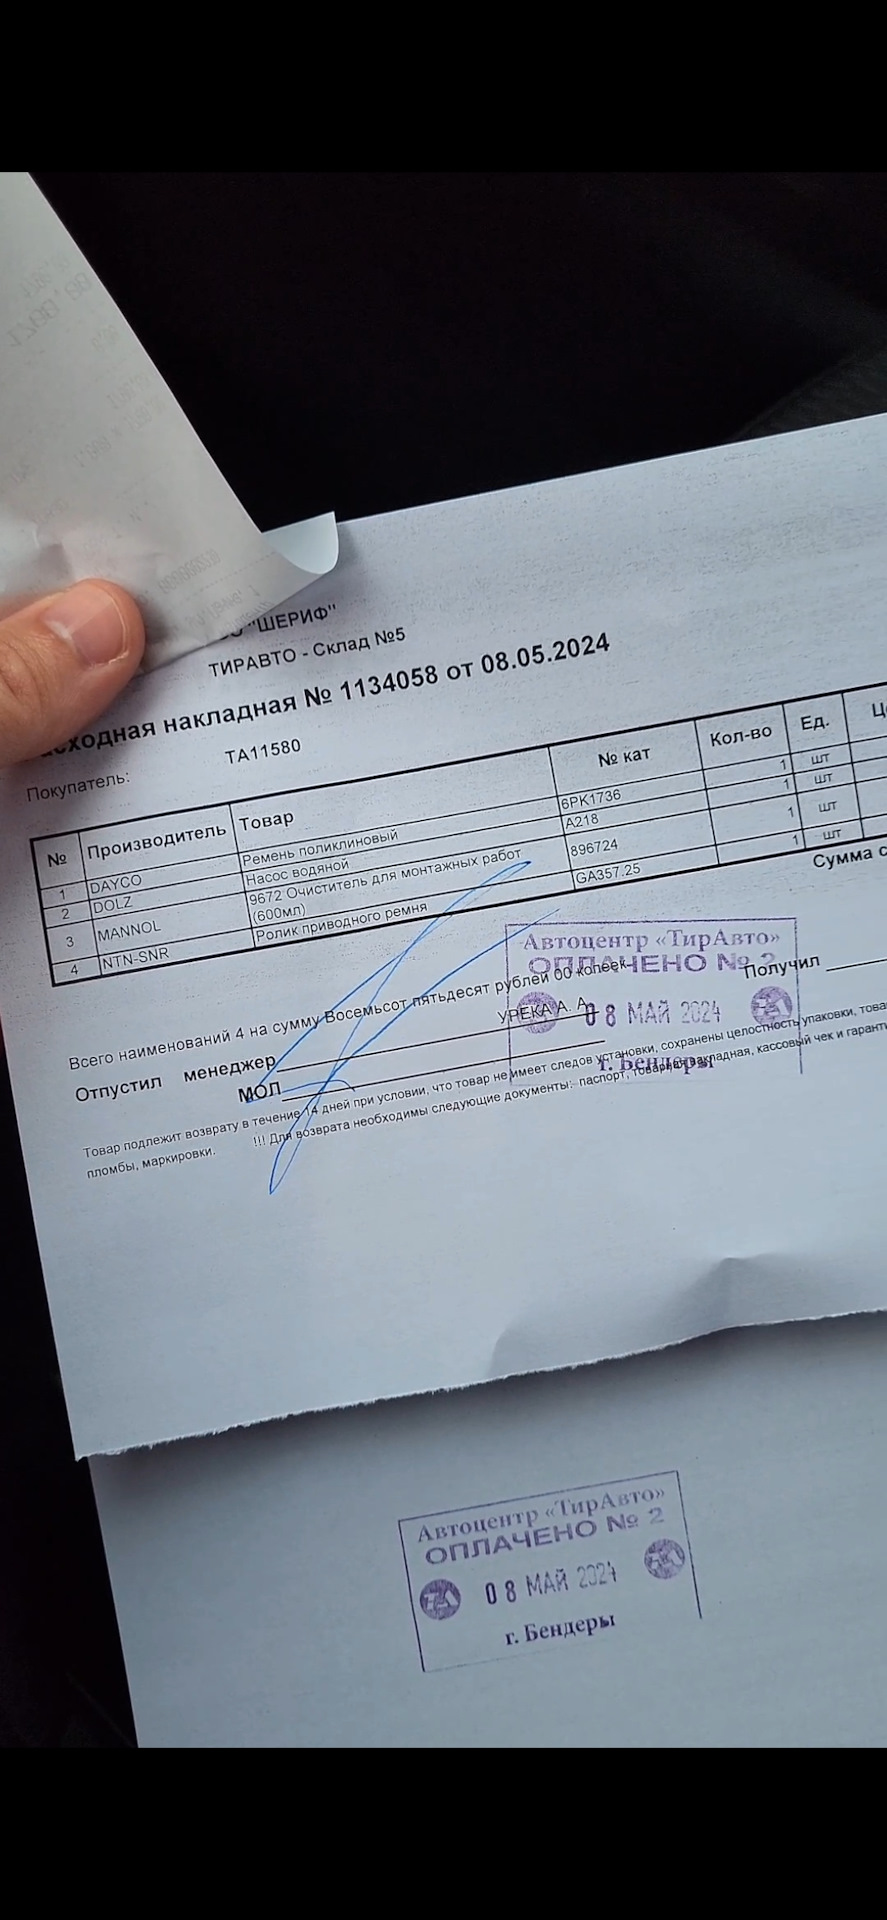 "ШЕРИФ"
ТИРАВТО - Склад №5
накладная № 1134058 от 08.05.2024
Покупатель: ТА11580
№ Производитель Товар № кат Кол-во Ед.
1 DAYCO Ремень поликлиновый 6PK1736 1 шт
2 DOLZ Насос водяной A218 1 шт
3 MANNOL 9672 Очиститель для монтажных работ (600мл) 896724 1 шт
4 NTN-SNR Ролик приводного ремня GA357.25 1 шт
Сумма
Всего наименований 4 на сумму Восемьсот пятьдесят рублей 00 копеек
Отпустил менеджер УРЕКА А. А. Получил
МОЛ
Товар подлежит возврату в течение 14 дней при условии, что товар не имеет следов установки, сохранены целостность упаковки,
пломбы, маркировки. !!! Для возврата необходимы следующие документы: паспорт, товарная накладная, кассовый чек и
Автоцентр «ТирАвто»
ОПЛАЧЕНО № 2
08 МАЙ 2024
г. Бендеры
Автоцентр «ТирАвто»
ОПЛАЧЕНО № 2
08 МАЙ 2024
г. Бендеры